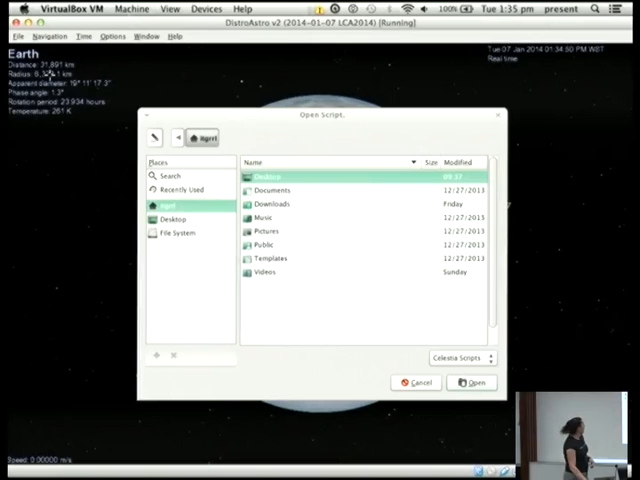 VirtualBox VM Machine View Devices Help 100% Tue 1:35 pm present
DistroAstro v2 (2014-01-07 LCA2014) [Running]
File Navigation Time Options Window Help
Earth
Distance: 31,891 km
Apparent diameter: 19° 11' 17.3"
Phase angle: 1.3°
Rotation period: 23.934 hours
Temperature: 261 K
Tue 07 Jan 2014 01:34:50 PM WST
Real time
Open Script.
Places
Search
Recently Used
Desktop
File System
Name Size Modified
Desktop 09:37
Documents 12/27/2013
Downloads Friday
Music 12/27/2013
Pictures 12/27/2013
Public 12/27/2013
Templates 12/27/2013
Videos Sunday
Celestia Scripts
Cancel
Open
Speed: 0.00000 m/s